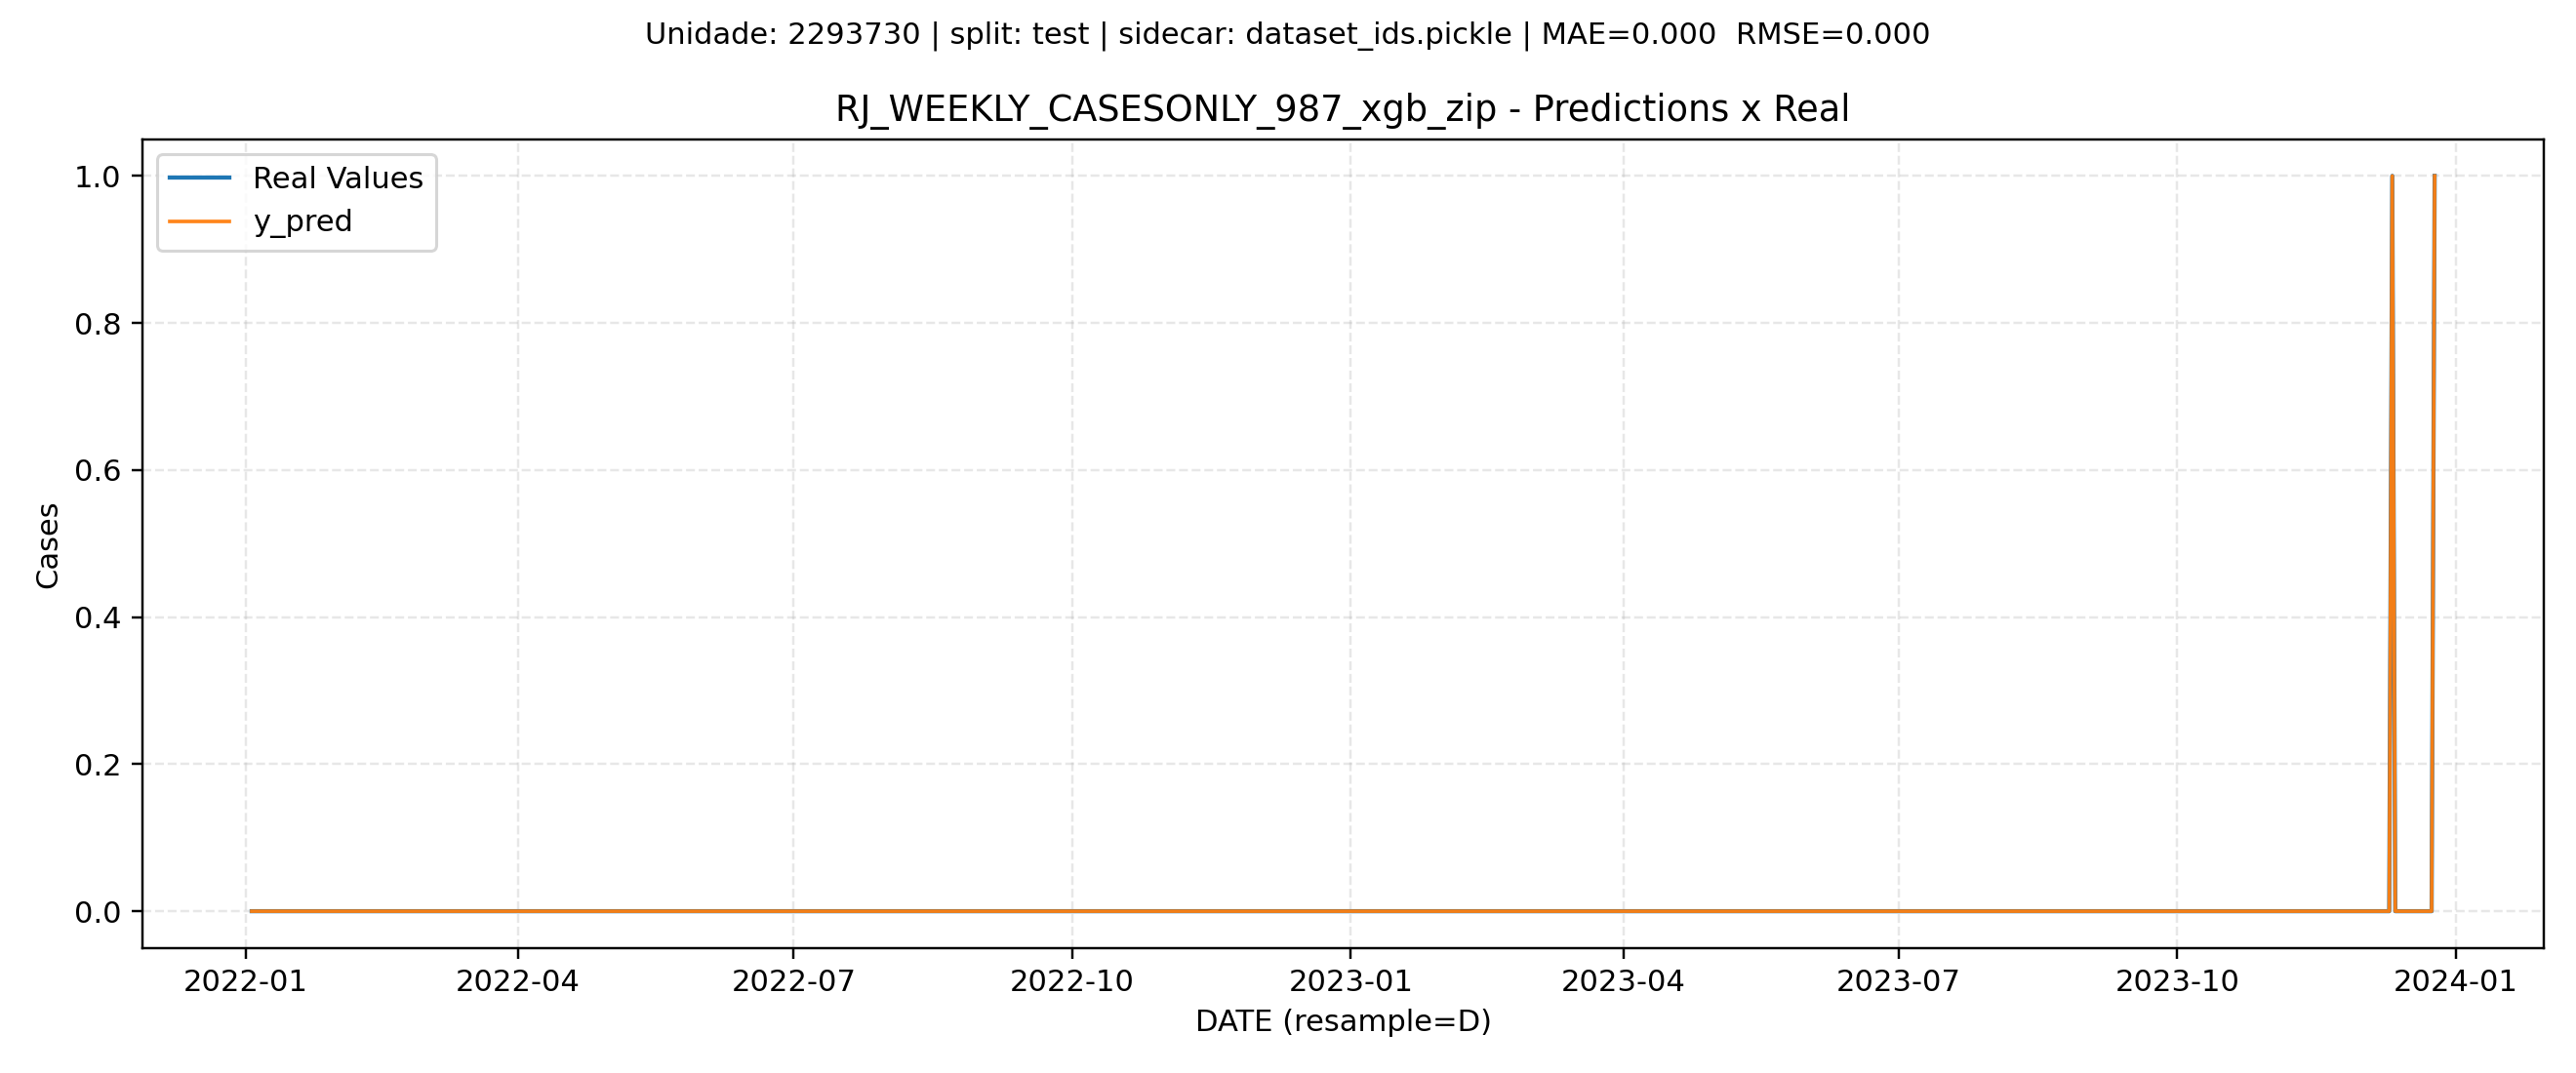 Unidade: 2293730 | split: test | sidecar: dataset_ids.pickle | MAE=0.000  RMSE=0.000
RJ_WEEKLY_CASESONLY_987_xgb_zip - Predictions x Real
Real Values
y_pred
1.0
0.8
0.6
0.4
0.2
0.0
Cases
2022-01
2022-04
2022-07
2022-10
2023-01
2023-04
2023-07
2023-10
2024-01
DATE (resample=D)